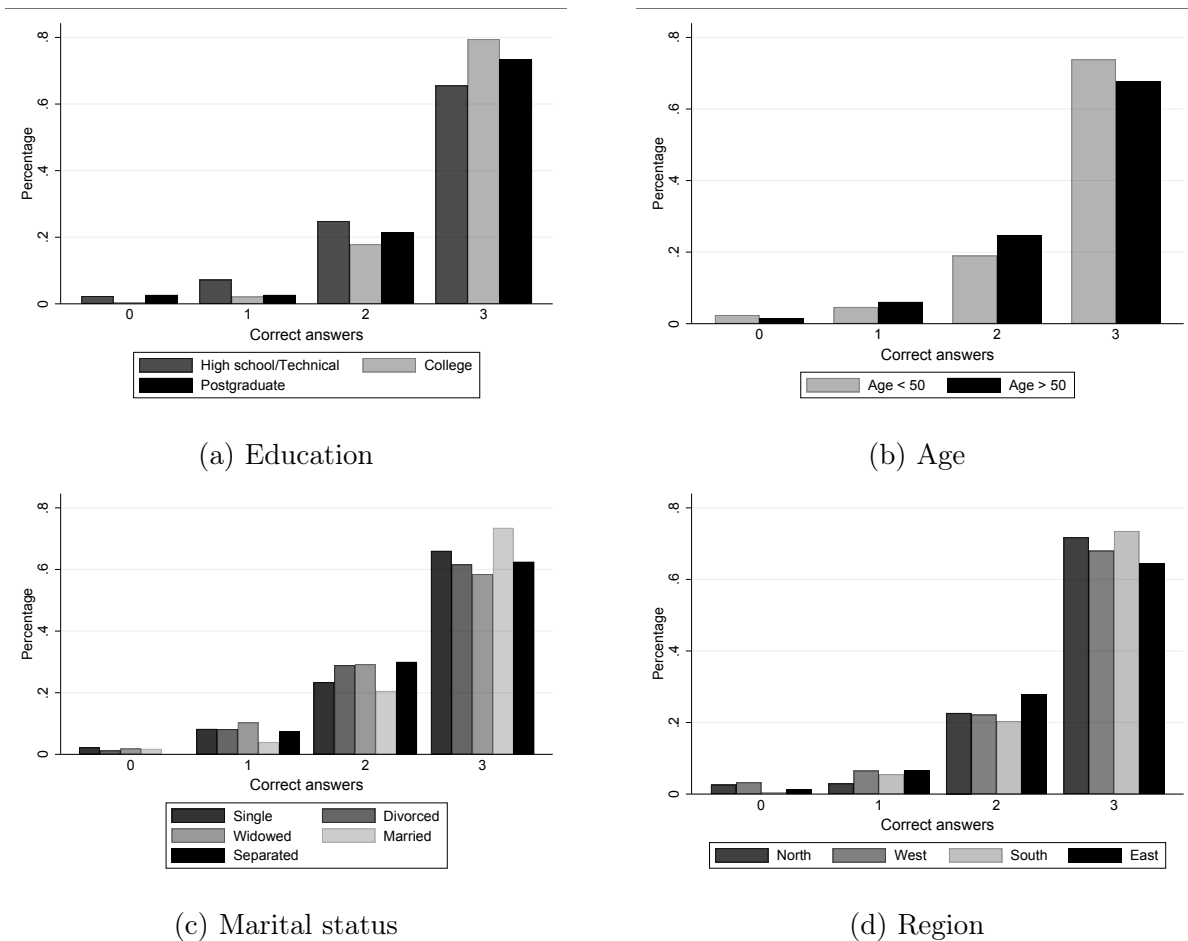 Percentage
.8
.6
.4
.2
0
0 1 2 3
Correct answers
High school/Technical College
Postgraduate
(a) Education
Percentage
.8
.6
.4
.2
0
0 1 2 3
Correct answers
Age < 50 Age > 50
(b) Age
Percentage
.8
.6
.4
.2
0
0 1 2 3
Correct answers
Single Divorced
Widowed Married
Separated
(c) Marital status
Percentage
.8
.6
.4
.2
0
0 1 2 3
Correct answers
North West South East
(d) Region